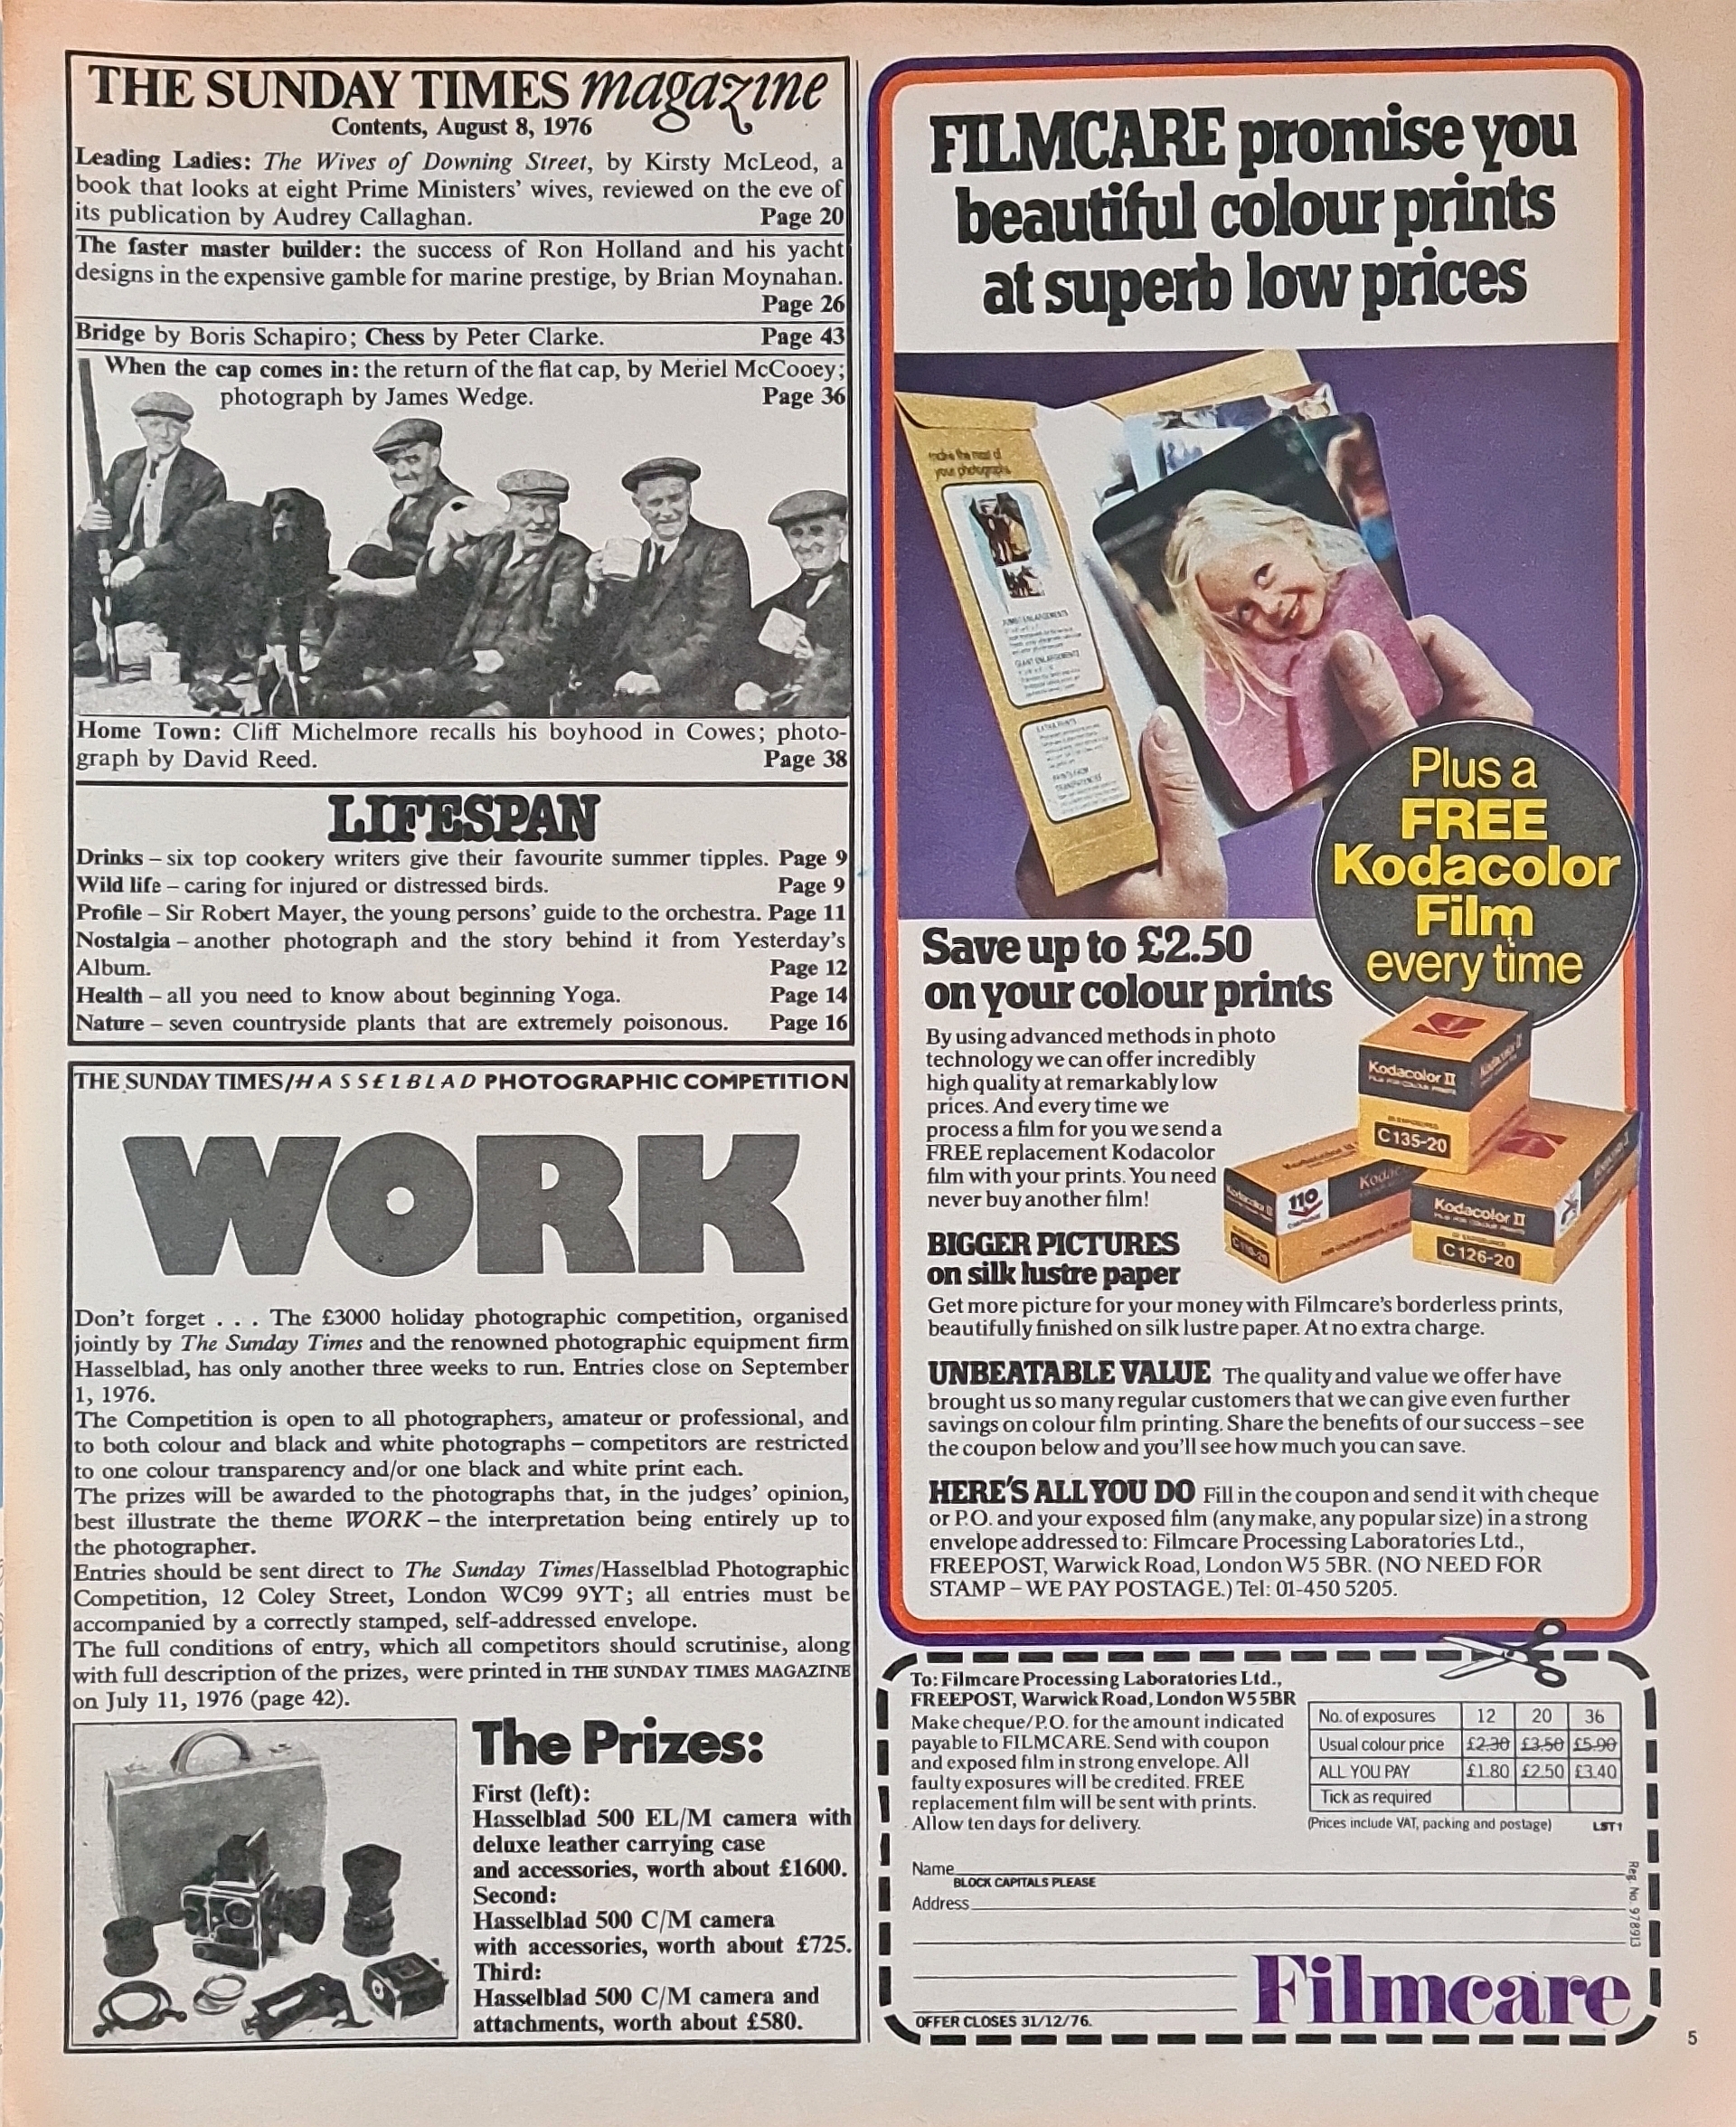 THE SUNDAY TIMES magazine
Contents, August 8, 1976
Leading Ladies: The Wives of Downing Street, by Kirsty McLeod, a
book that looks at eight Prime Ministers' wives, reviewed on the eve of
its publication by Audrey Callaghan. Page 20
The faster master builder: the success of Ron Holland and his yacht
designs in the expensive gamble for marine prestige, by Brian Moynahan.
Page 26
Bridge by Boris Schapiro; Chess by Peter Clarke. Page 43
When the cap comes in: the return of the flat cap, by Meriel McCooey;
photograph by James Wedge. Page 36
Home Town: Cliff Michelmore recalls his boyhood in Cowes; photo-
graph by David Reed. Page 38
LIFESPAN
Drinks – six top cookery writers give their favourite summer tipples. Page 9
Wild life – caring for injured or distressed birds. Page 9
Profile – Sir Robert Mayer, the young persons' guide to the orchestra. Page 11
Nostalgia – another photograph and the story behind it from Yesterday's
Album. Page 12
Health – all you need to know about beginning Yoga. Page 14
Nature – seven countryside plants that are extremely poisonous. Page 16
THE SUNDAY TIMES/HASSELBLAD PHOTOGRAPHIC COMPETITION
WORK
Don't forget . . . The £3000 holiday photographic competition, organised
jointly by The Sunday Times and the renowned photographic equipment firm
Hasselblad, has only another three weeks to run. Entries close on September
1, 1976.
The Competition is open to all photographers, amateur or professional, and
to both colour and black and white photographs – competitors are restricted
to one colour transparency and/or one black and white print each.
The prizes will be awarded to the photographs that, in the judges' opinion,
best illustrate the theme WORK – the interpretation being entirely up to
the photographer.
Entries should be sent direct to The Sunday Times/Hasselblad Photographic
Competition, 12 Coley Street, London WC99 9YT; all entries must be
accompanied by a correctly stamped, self-addressed envelope.
The full conditions of entry, which all competitors should scrutinise, along
with full description of the prizes, were printed in THE SUNDAY TIMES MAGAZINE
on July 11, 1976 (page 42).
The Prizes:
First (left):
Hasselblad 500 EL/M camera with
deluxe leather carrying case
and accessories, worth about £1600.
Second:
Hasselblad 500 C/M camera
with accessories, worth about £725.
Third:
Hasselblad 500 C/M camera and
attachments, worth about £580.
FILMCARE promise you
beautiful colour prints
at superb low prices
make the most of
your photographs
JUMBO ENLARGEMENTS
GIANT ENLARGEMENTS
EXTRA PRINTS
PRINTS FROM
TRANSPARENCIES
Plus a
FREE
Kodacolor
Film
every time
Save up to £2.50
on your colour prints
By using advanced methods in photo
technology we can offer incredibly
high quality at remarkably low
prices. And every time we
process a film for you we send a
FREE replacement Kodacolor
film with your prints. You need
never buy another film!
Kodacolor II
FILM FOR COLOUR PRINTS
20 EXPOSURES
C 135-20
Kodacolor II
110
Kodacolor II
C 126-20
BIGGER PICTURES
on silk lustre paper
Get more picture for your money with Filmcare's borderless prints,
beautifully finished on silk lustre paper. At no extra charge.
UNBEATABLE VALUE The quality and value we offer have
brought us so many regular customers that we can give even further
savings on colour film printing. Share the benefits of our success – see
the coupon below and you'll see how much you can save.
HERE'S ALL YOU DO Fill in the coupon and send it with cheque
or P.O. and your exposed film (any make, any popular size) in a strong
envelope addressed to: Filmcare Processing Laboratories Ltd.,
FREEPOST, Warwick Road, London W5 5BR. (NO NEED FOR
STAMP – WE PAY POSTAGE.) Tel: 01-450 5205.
To: Filmcare Processing Laboratories Ltd.,
FREEPOST, Warwick Road, London W5 5BR
Make cheque/P.O. for the amount indicated
payable to FILMCARE. Send with coupon
and exposed film in strong envelope. All
faulty exposures will be credited. FREE
replacement film will be sent with prints.
Allow ten days for delivery.
No. of exposures 12 20 36
Usual colour price £2.30 £3.50 £5.90
ALL YOU PAY £1.80 £2.50 £3.40
Tick as required
(Prices include VAT, packing and postage) LST1
Name
BLOCK CAPITALS PLEASE
Address
Reg. No. 978913
Filmcare
OFFER CLOSES 31/12/76.
5